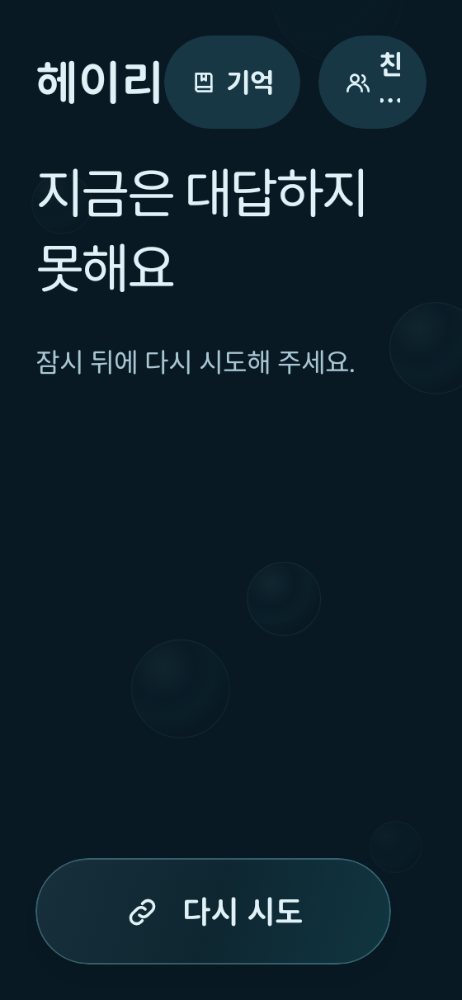 헤이리
기억
친
...
지금은 대답하지
못해요
잠시 뒤에 다시 시도해 주세요.
다시 시도